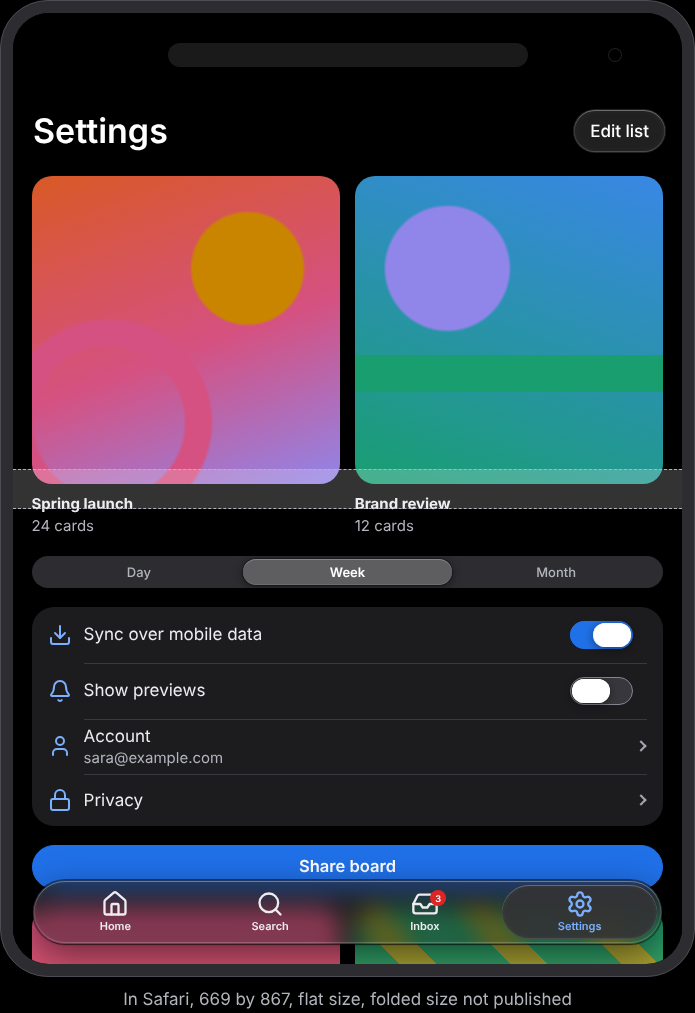 Settings
Edit list
Spring launch
24 cards
Brand review
12 cards
Day
Week
Month
Sync over mobile data
Show previews
Account
sara@example.com
Privacy
Share board
Home
Search
3
Inbox
Settings
In Safari, 669 by 867, flat size, folded size not published